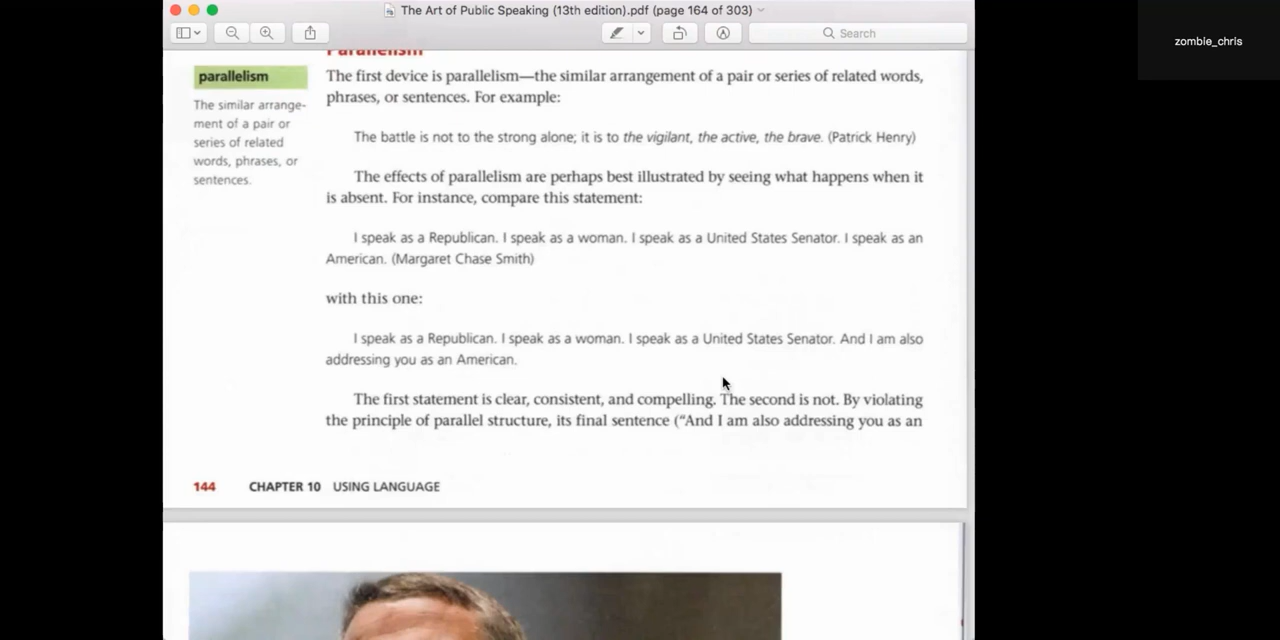 The Art of Public Speaking (13th edition).pdf (page 164 of 303)
Search
zombie_chris
Parallelism
parallelism
The similar arrange-
ment of a pair or
series of related
words, phrases, or
sentences.
The first device is parallelism—the similar arrangement of a pair or series of related words,
phrases, or sentences. For example:
The battle is not to the strong alone; it is to the vigilant, the active, the brave. (Patrick Henry)
The effects of parallelism are perhaps best illustrated by seeing what happens when it
is absent. For instance, compare this statement:
I speak as a Republican. I speak as a woman. I speak as a United States Senator. I speak as an
American. (Margaret Chase Smith)
with this one:
I speak as a Republican. I speak as a woman. I speak as a United States Senator. And I am also
addressing you as an American.
The first statement is clear, consistent, and compelling. The second is not. By violating
the principle of parallel structure, its final sentence (“And I am also addressing you as an
144 CHAPTER 10 USING LANGUAGE